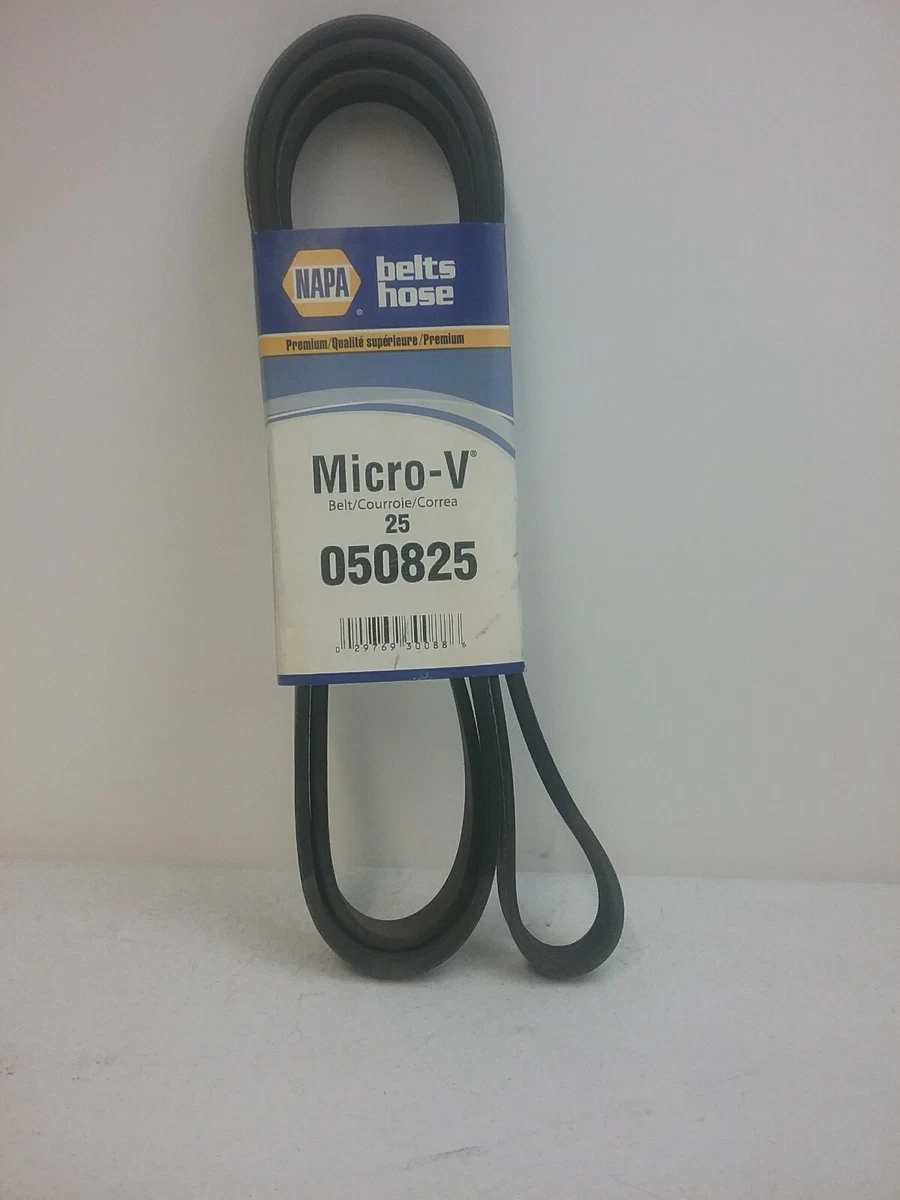 NAPA®
belts
hose
Premium/Qualité supérieure/Premium
Micro-V®
Belt/Courroie/Correa
25
050825
0 29769 30088 6